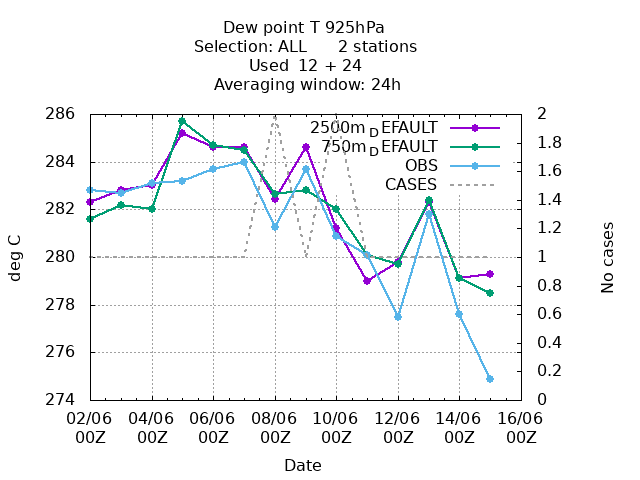 Dew point T 925hPa
Selection: ALL 2 stations
Used 12 + 24
Averaging window: 24h
286
284
282
280
278
276
274
deg C
2
1.8
1.6
1.4
1.2
1
0.8
0.6
0.4
0.2
0
No cases
2500m_DEFAULT
750m_DEFAULT
OBS
CASES
02/06 04/06 06/06 08/06 10/06 12/06 14/06 16/06
00Z 00Z 00Z 00Z 00Z 00Z 00Z 00Z
Date